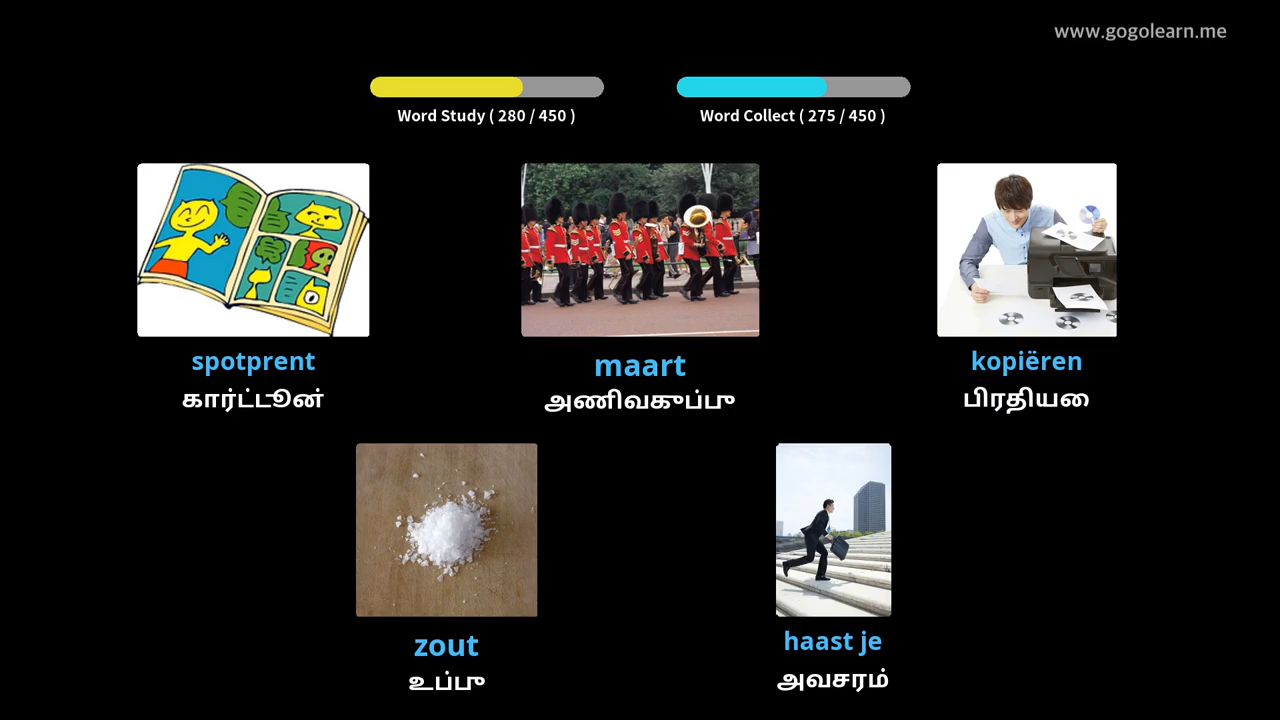 www.gogolearn.me
Word Study ( 280 / 450 )
Word Collect ( 275 / 450 )
spotprent
கார்ட்டூன்
maart
அணிவகுப்பு
kopiëren
பிரதியை
zout
உப்பு
haast je
அவசரம்